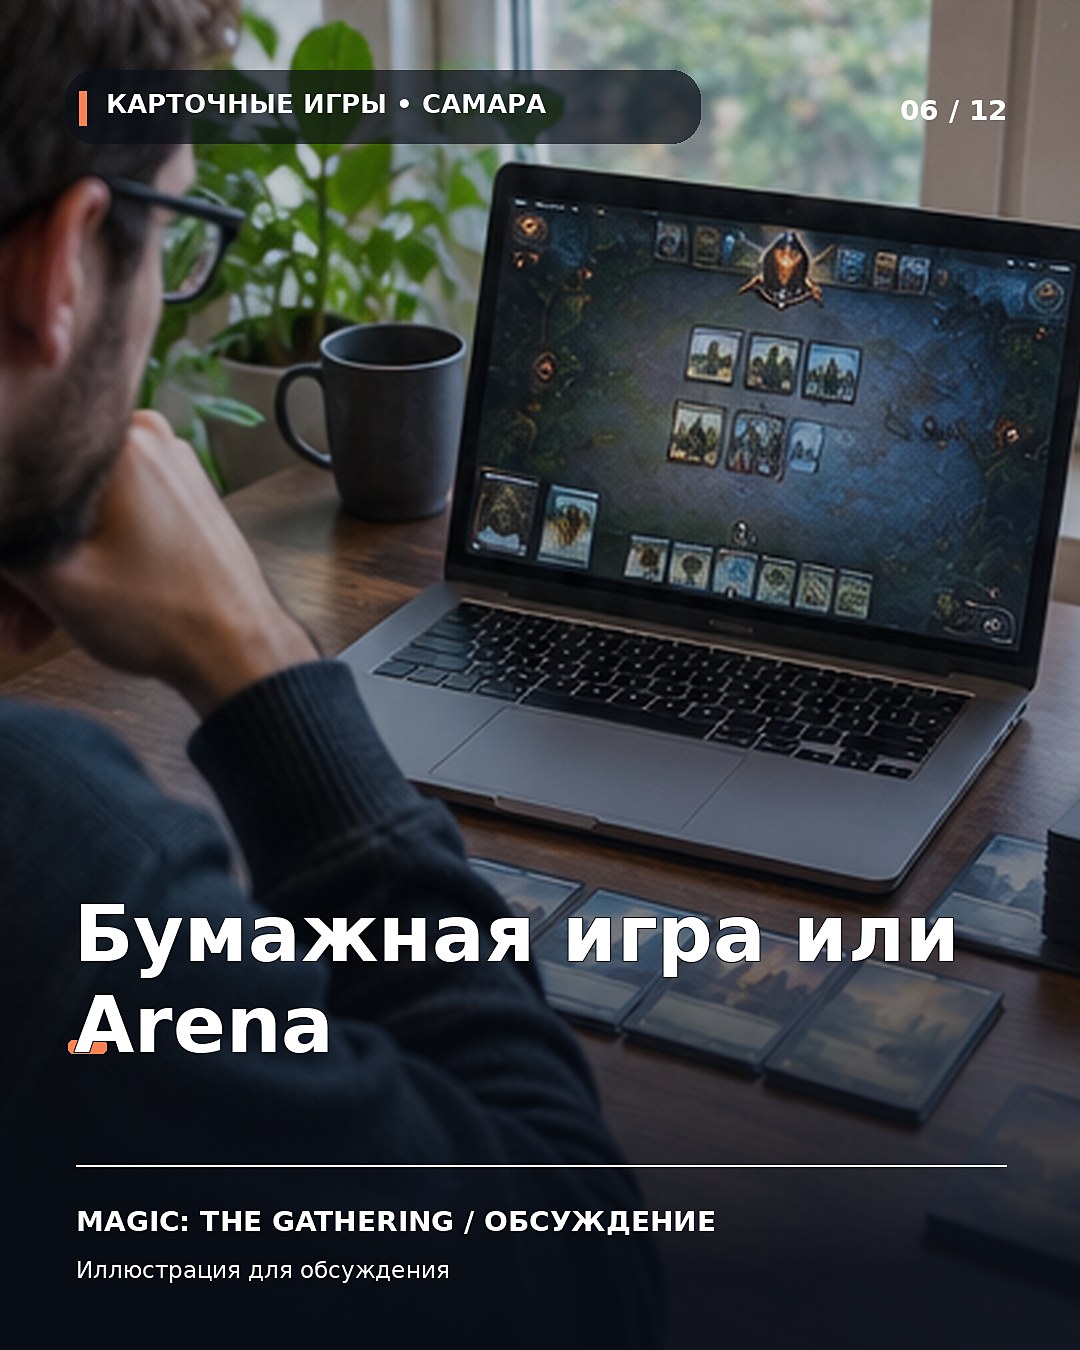 КАРТОЧНЫЕ ИГРЫ • САМАРА
06 / 12
Бумажная игра или
Arena
MAGIC: THE GATHERING / ОБСУЖДЕНИЕ
Иллюстрация для обсуждения